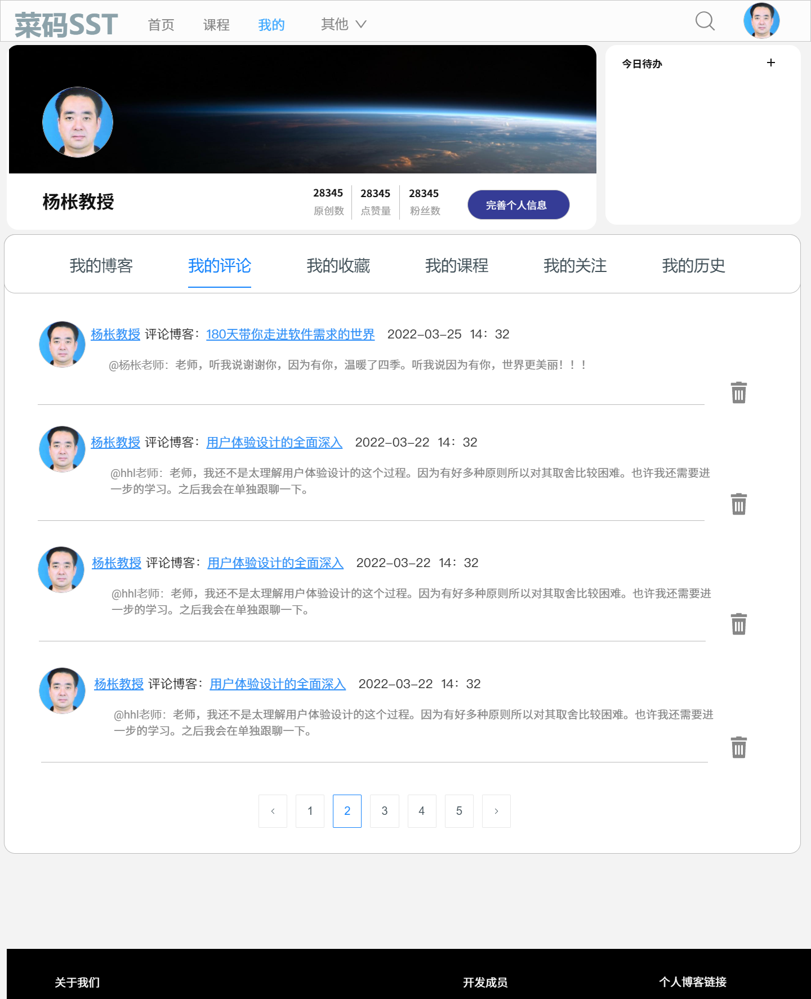 菜码SST 首页 课程 我的 其他
今日待办 +
杨枨教授
28345 28345 28345
原创数 点赞量 粉丝数
完善个人信息
我的博客 我的评论 我的收藏 我的课程 我的关注 我的历史
杨枨教授 评论博客：180天带你走进软件需求的世界 2022-03-25 14：32
@杨枨老师：老师，听我说谢谢你，因为有你，温暖了四季。听我说因为有你，世界更美丽！！！
杨枨教授 评论博客：用户体验设计的全面深入 2022-03-22 14：32
@hhl老师：老师，我还不是太理解用户体验设计的这个过程。因为有好多种原则所以对其取舍比较困难。也许我还需要进
一步的学习。之后我会在单独跟聊一下。
杨枨教授 评论博客：用户体验设计的全面深入 2022-03-22 14：32
@hhl老师：老师，我还不是太理解用户体验设计的这个过程。因为有好多种原则所以对其取舍比较困难。也许我还需要进
一步的学习。之后我会在单独跟聊一下。
杨枨教授 评论博客：用户体验设计的全面深入 2022-03-22 14：32
@hhl老师：老师，我还不是太理解用户体验设计的这个过程。因为有好多种原则所以对其取舍比较困难。也许我还需要进
一步的学习。之后我会在单独跟聊一下。
1 2 3 4 5
关于我们 开发成员 个人博客链接